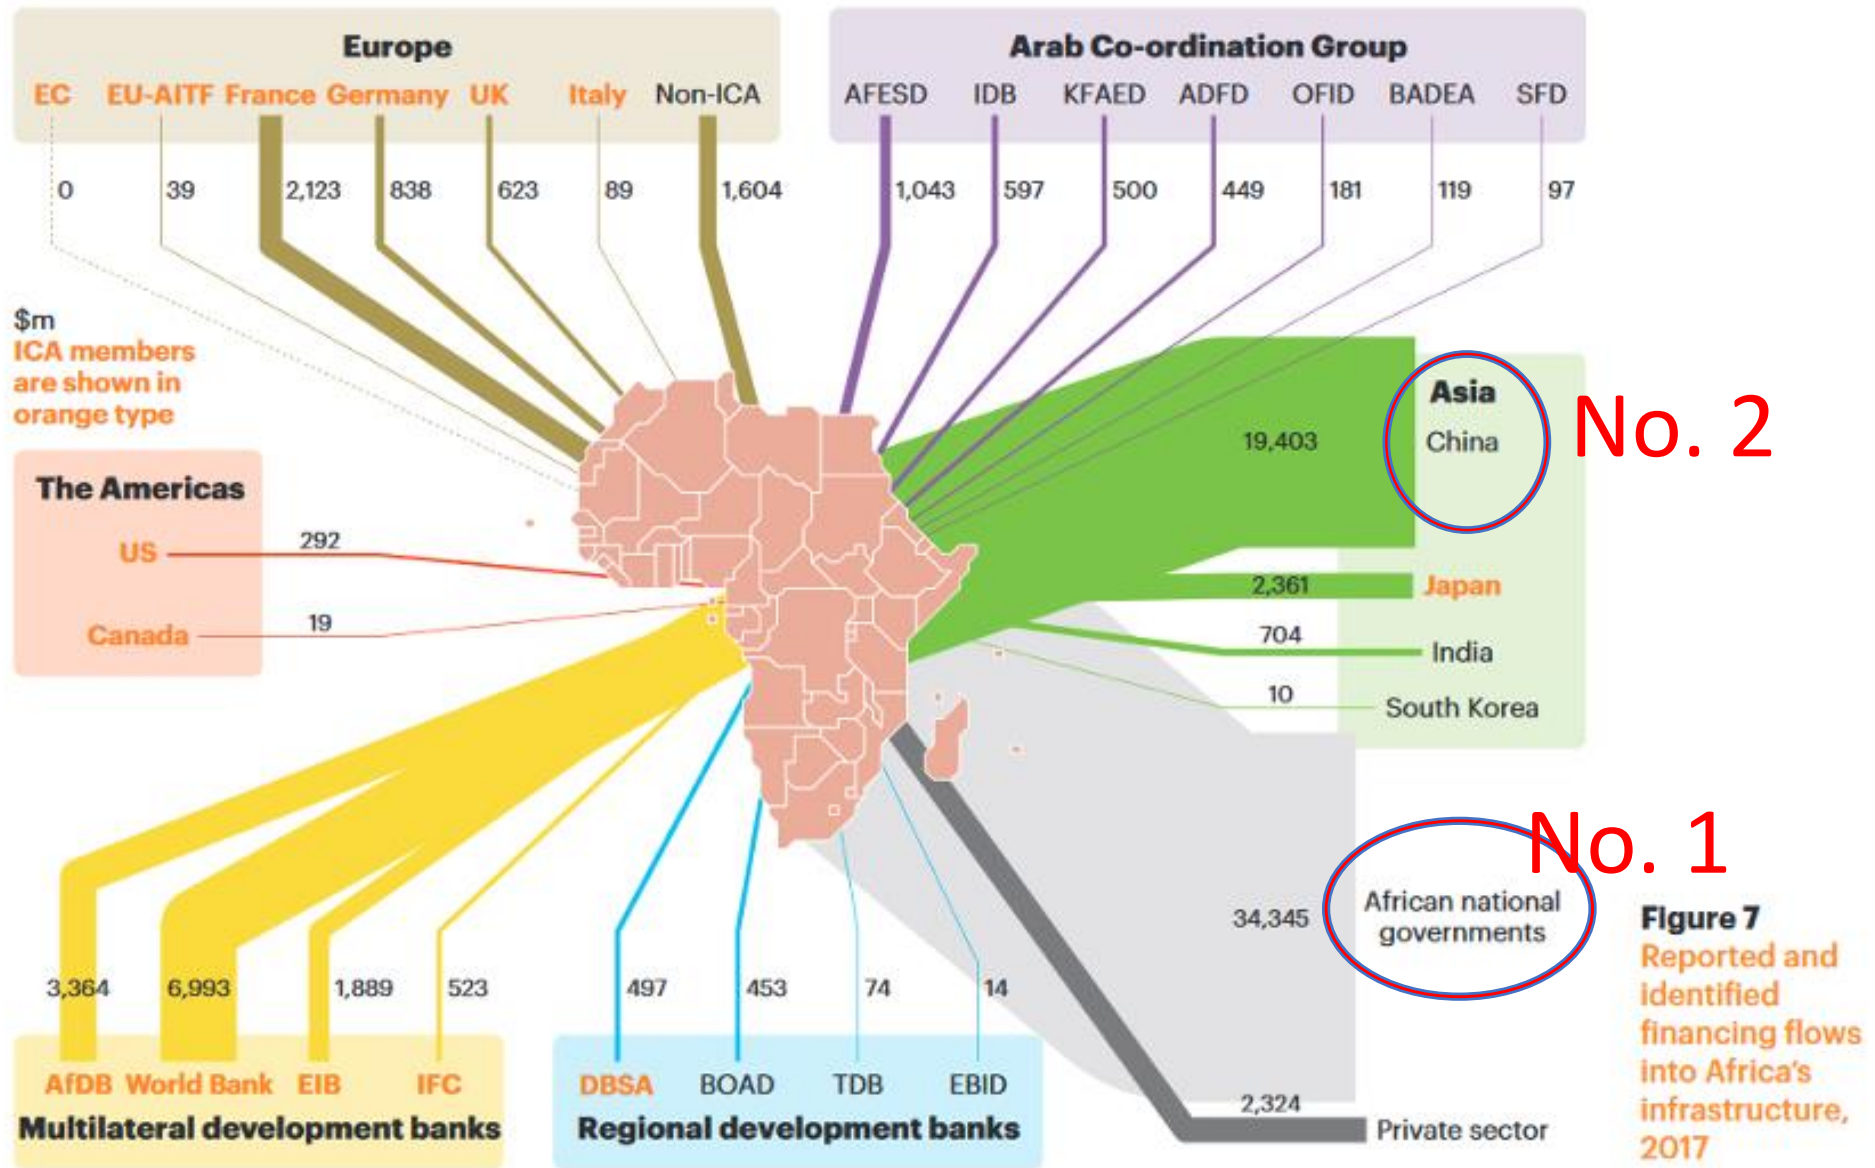 Europe
EC EU-AITF France Germany UK Italy Non-ICA
0 39 2,123 838 623 89 1,604
Arab Co-ordination Group
AFESD IDB KFAED ADFD OFID BADEA SFD
1,043 597 500 449 181 119 97
$m
ICA members
are shown in
orange type
The Americas
US 292
Canada 19
Asia
19,403 China
No. 2
2,361 Japan
704 India
10 South Korea
No. 1
34,345
African national
governments
2,324 Private sector
3,364 6,993 1,889 523
AfDB World Bank EIB IFC
Multilateral development banks
497 453 74 14
DBSA BOAD TDB EBID
Regional development banks
Figure 7
Reported and
identified
financing flows
into Africa's
infrastructure,
2017